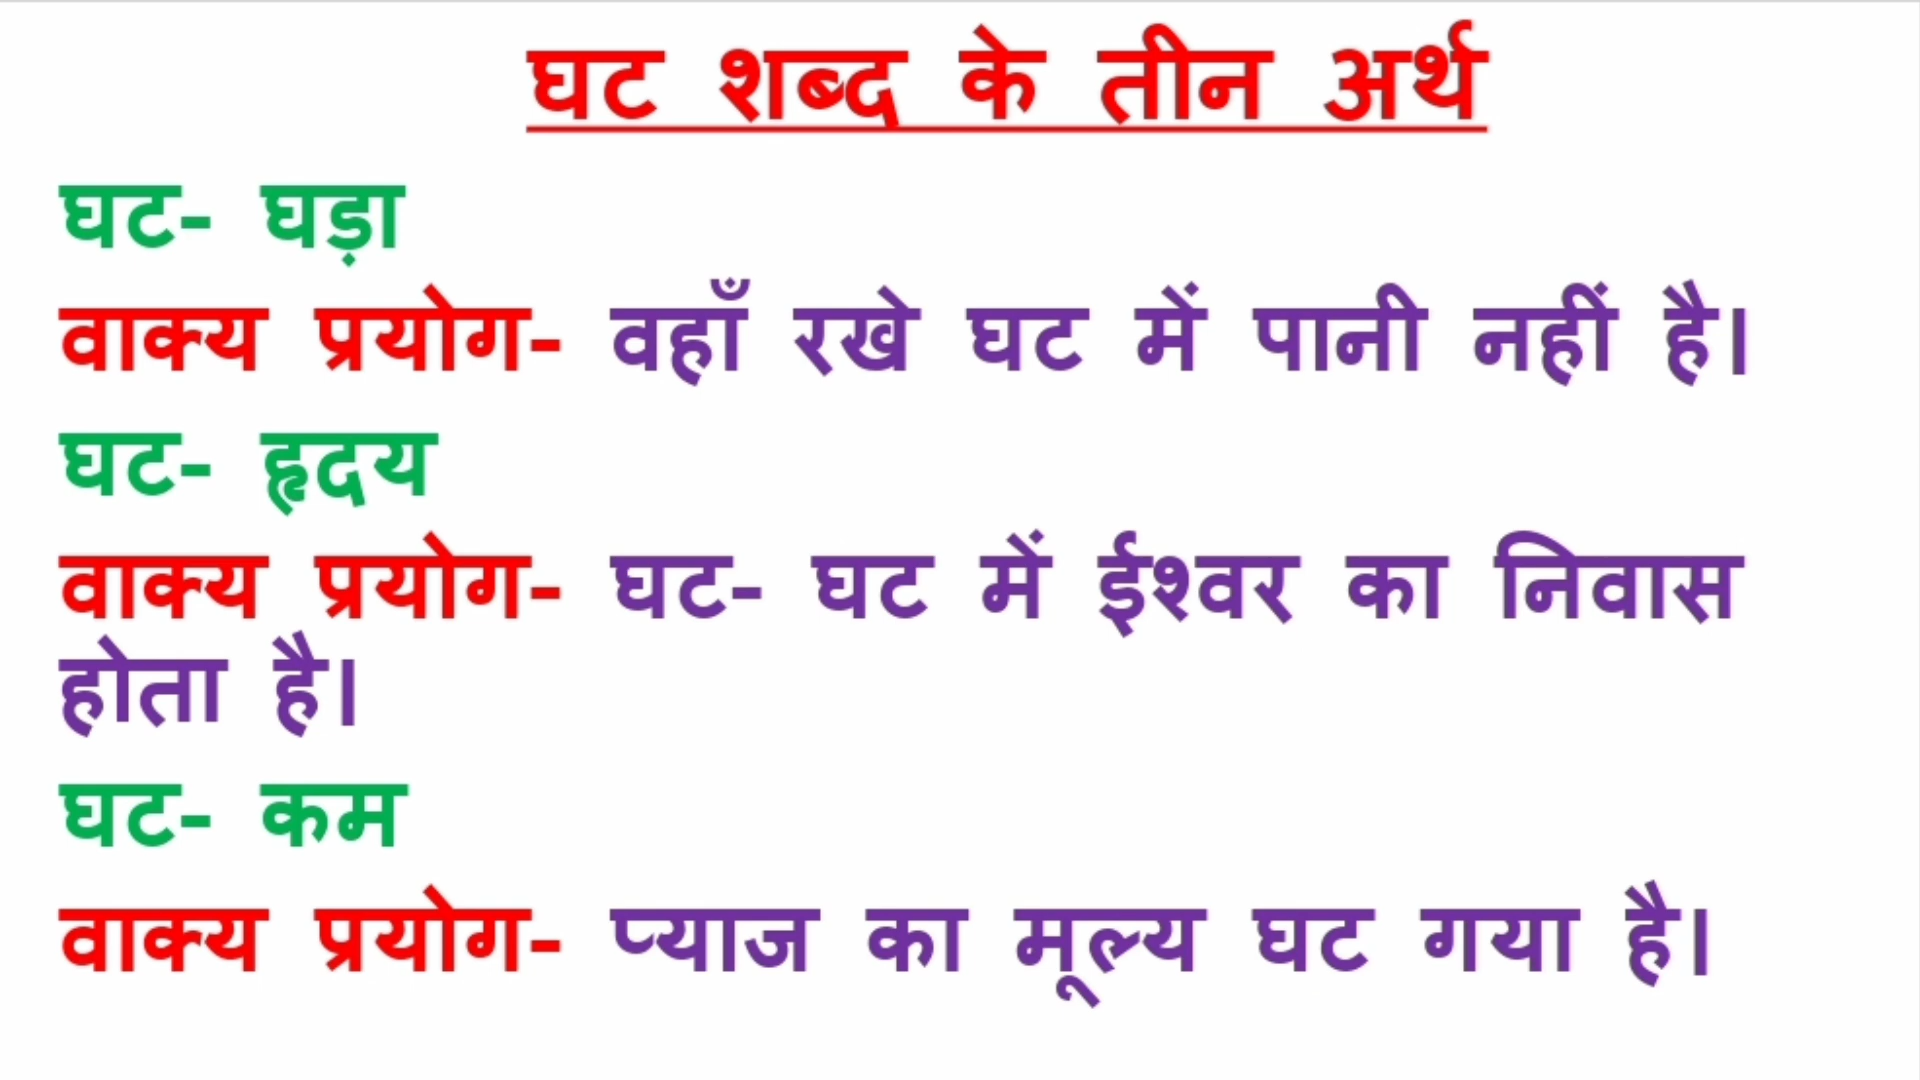 घट शब्द के तीन अर्थ
घट- घड़ा
वाक्य प्रयोग- वहाँ रखे घट में पानी नहीं है।
घट- हृदय
वाक्य प्रयोग- घट- घट में ईश्वर का निवास
होता है।
घट- कम
वाक्य प्रयोग- प्याज का मूल्य घट गया है।